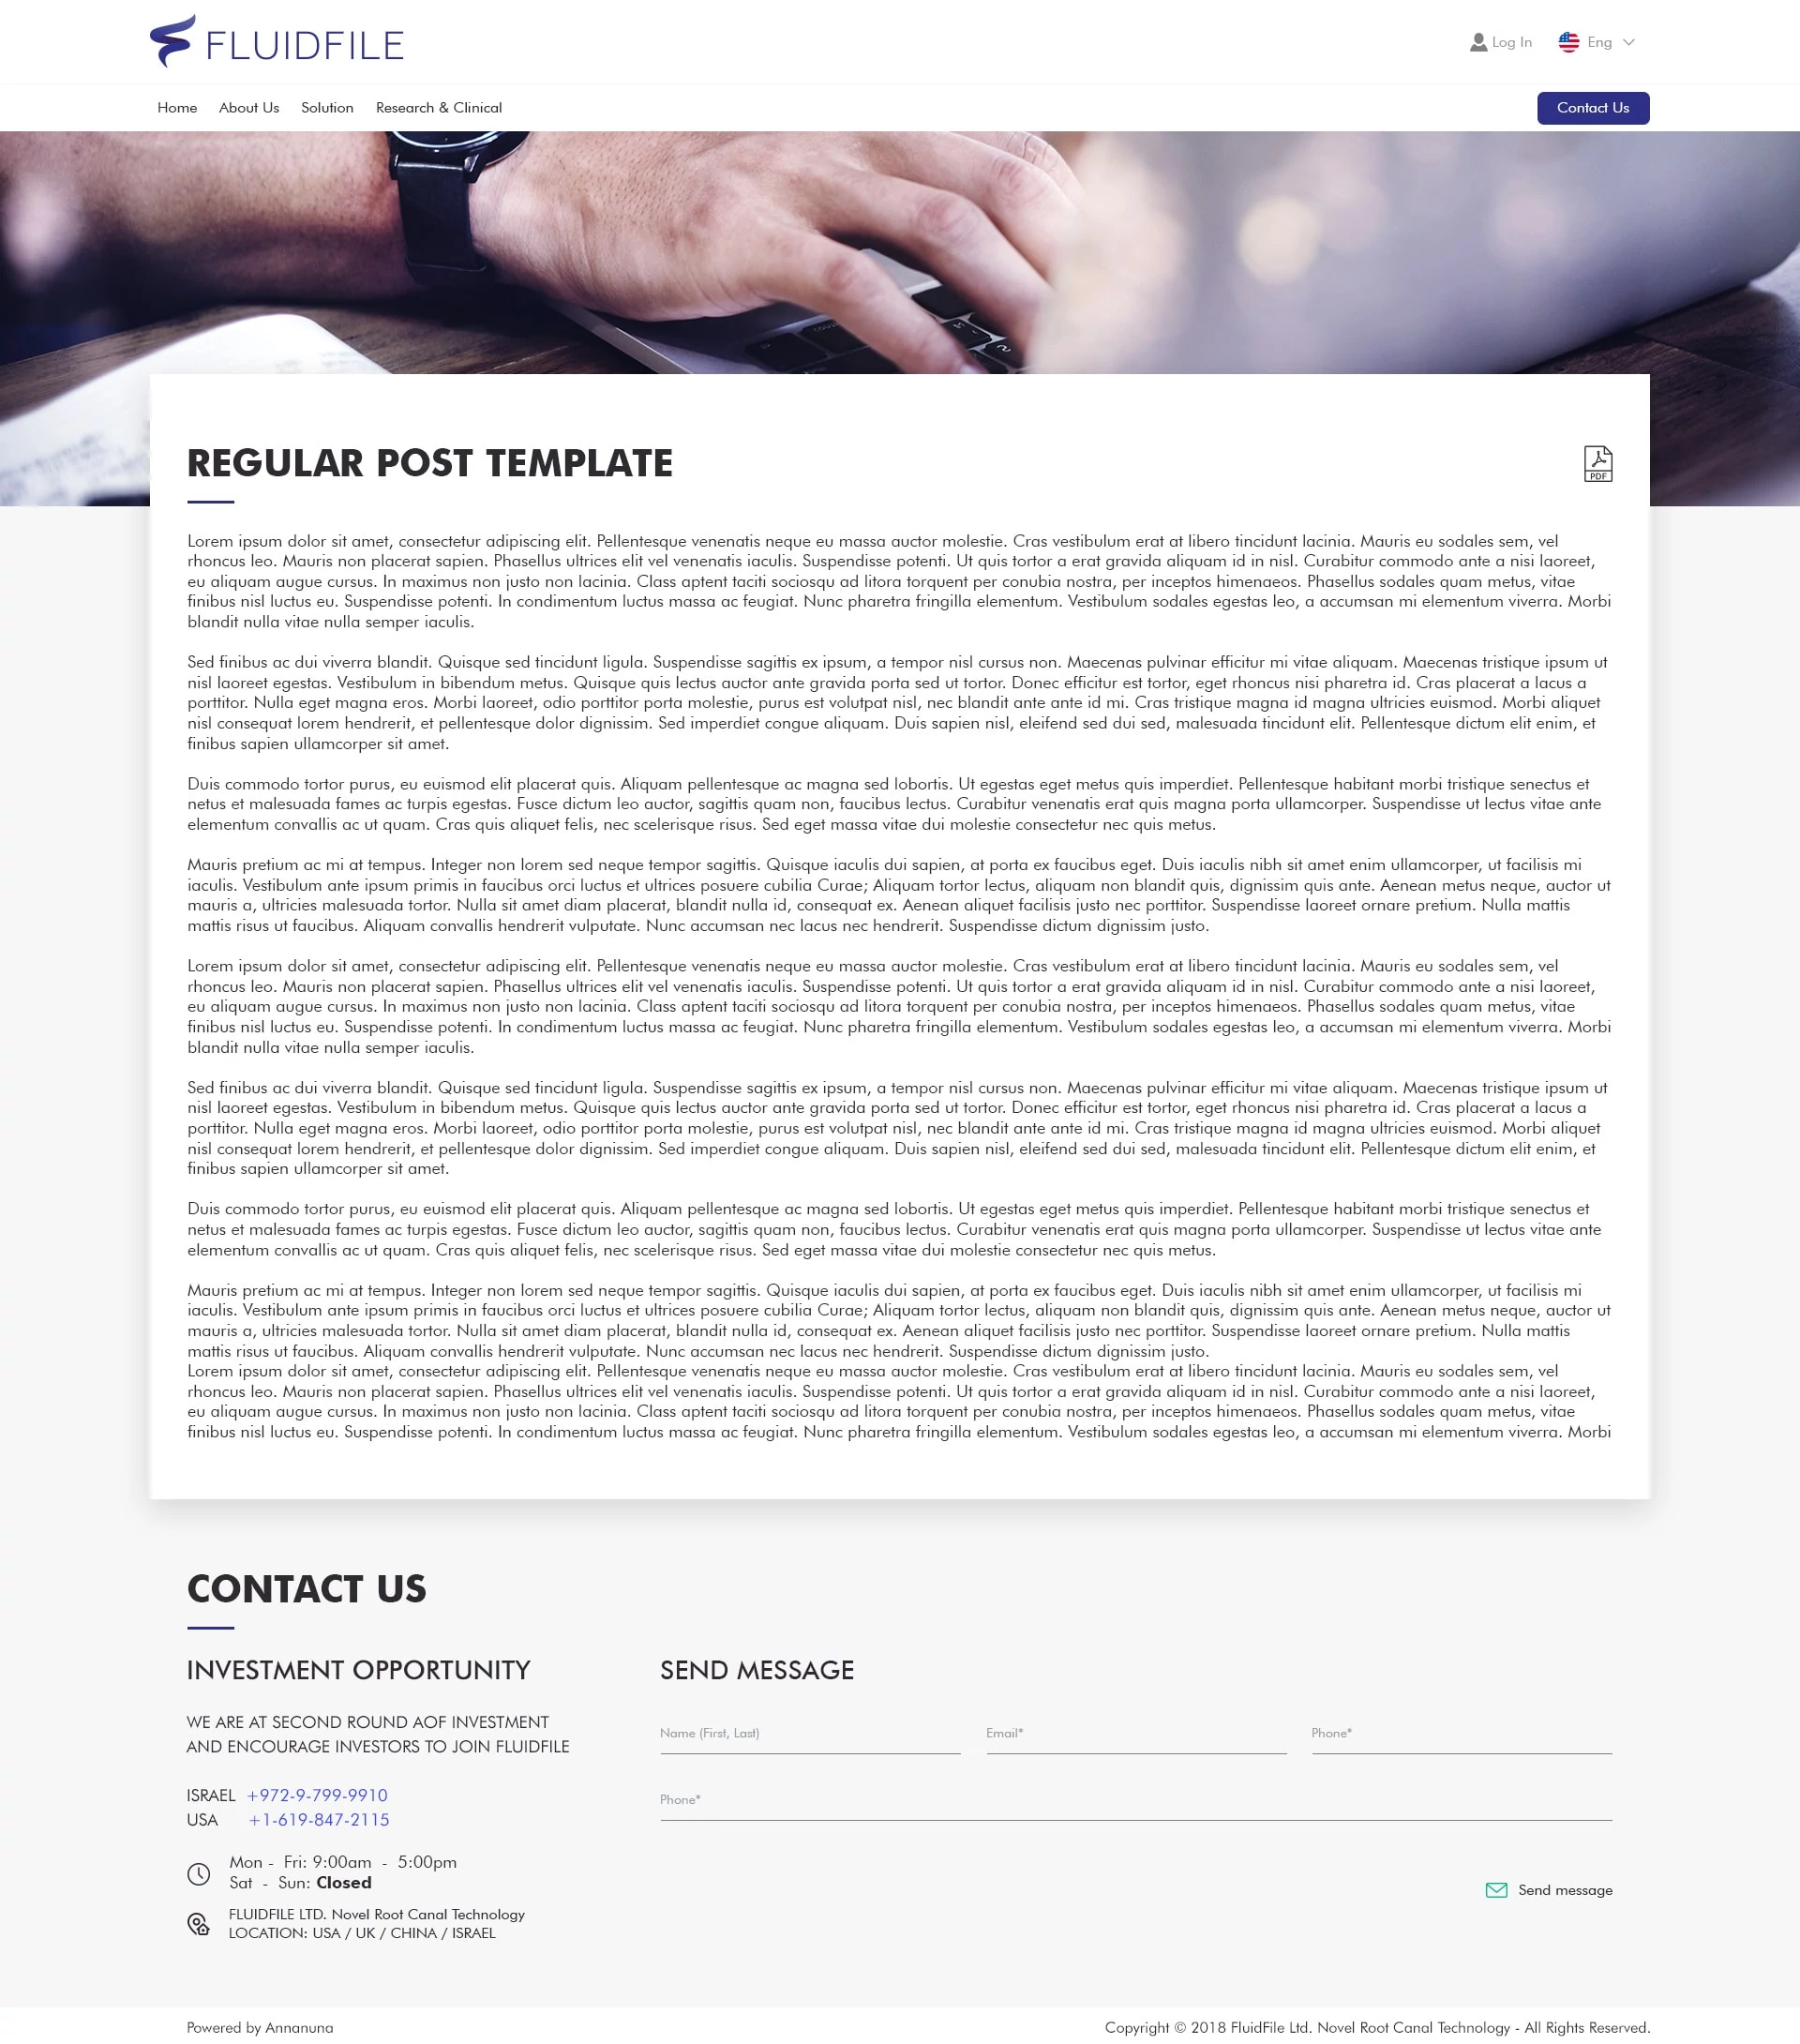 FLUIDFILE
Log In
Eng
Home
About Us
Solution
Research & Clinical
Contact Us
REGULAR POST TEMPLATE
PDF
Lorem ipsum dolor sit amet, consectetur adipiscing elit. Pellentesque venenatis neque eu massa auctor molestie. Cras vestibulum erat at libero tincidunt lacinia. Mauris eu sodales sem, vel
rhoncus leo. Mauris non placerat sapien. Phasellus ultrices elit vel venenatis iaculis. Suspendisse potenti. Ut quis tortor a erat gravida aliquam id in nisl. Curabitur commodo ante a nisi laoreet,
eu aliquam augue cursus. In maximus non justo non lacinia. Class aptent taciti sociosqu ad litora torquent per conubia nostra, per inceptos himenaeos. Phasellus sodales quam metus, vitae
finibus nisl luctus eu. Suspendisse potenti. In condimentum luctus massa ac feugiat. Nunc pharetra fringilla elementum. Vestibulum sodales egestas leo, a accumsan mi elementum viverra. Morbi
blandit nulla vitae nulla semper iaculis.
Sed finibus ac dui viverra blandit. Quisque sed tincidunt ligula. Suspendisse sagittis ex ipsum, a tempor nisl cursus non. Maecenas pulvinar efficitur mi vitae aliquam. Maecenas tristique ipsum ut
nisl laoreet egestas. Vestibulum in bibendum metus. Quisque quis lectus auctor ante gravida porta sed ut tortor. Donec efficitur est tortor, eget rhoncus nisi pharetra id. Cras placerat a lacus a
porttitor. Nulla eget magna eros. Morbi laoreet, odio porttitor porta molestie, purus est volutpat nisl, nec blandit ante ante id mi. Cras tristique magna id magna ultricies euismod. Morbi aliquet
nisl consequat lorem hendrerit, et pellentesque dolor dignissim. Sed imperdiet congue aliquam. Duis sapien nisl, eleifend sed dui sed, malesuada tincidunt elit. Pellentesque dictum elit enim, et
finibus sapien ullamcorper sit amet.
Duis commodo tortor purus, eu euismod elit placerat quis. Aliquam pellentesque ac magna sed lobortis. Ut egestas eget metus quis imperdiet. Pellentesque habitant morbi tristique senectus et
netus et malesuada fames ac turpis egestas. Fusce dictum leo auctor, sagittis quam non, faucibus lectus. Curabitur venenatis erat quis magna porta ullamcorper. Suspendisse ut lectus vitae ante
elementum convallis ac ut quam. Cras quis aliquet felis, nec scelerisque risus. Sed eget massa vitae dui molestie consectetur nec quis metus.
Mauris pretium ac mi at tempus. Integer non lorem sed neque tempor sagittis. Quisque iaculis dui sapien, at porta ex faucibus eget. Duis iaculis nibh sit amet enim ullamcorper, ut facilisis mi
iaculis. Vestibulum ante ipsum primis in faucibus orci luctus et ultrices posuere cubilia Curae; Aliquam tortor lectus, aliquam non blandit quis, dignissim quis ante. Aenean metus neque, auctor ut
mauris a, ultricies malesuada tortor. Nulla sit amet diam placerat, blandit nulla id, consequat ex. Aenean aliquet facilisis justo nec porttitor. Suspendisse laoreet ornare pretium. Nulla mattis
mattis risus ut faucibus. Aliquam convallis hendrerit vulputate. Nunc accumsan nec lacus nec hendrerit. Suspendisse dictum dignissim justo.
Lorem ipsum dolor sit amet, consectetur adipiscing elit. Pellentesque venenatis neque eu massa auctor molestie. Cras vestibulum erat at libero tincidunt lacinia. Mauris eu sodales sem, vel
rhoncus leo. Mauris non placerat sapien. Phasellus ultrices elit vel venenatis iaculis. Suspendisse potenti. Ut quis tortor a erat gravida aliquam id in nisl. Curabitur commodo ante a nisi laoreet,
eu aliquam augue cursus. In maximus non justo non lacinia. Class aptent taciti sociosqu ad litora torquent per conubia nostra, per inceptos himenaeos. Phasellus sodales quam metus, vitae
finibus nisl luctus eu. Suspendisse potenti. In condimentum luctus massa ac feugiat. Nunc pharetra fringilla elementum. Vestibulum sodales egestas leo, a accumsan mi elementum viverra. Morbi
blandit nulla vitae nulla semper iaculis.
Sed finibus ac dui viverra blandit. Quisque sed tincidunt ligula. Suspendisse sagittis ex ipsum, a tempor nisl cursus non. Maecenas pulvinar efficitur mi vitae aliquam. Maecenas tristique ipsum ut
nisl laoreet egestas. Vestibulum in bibendum metus. Quisque quis lectus auctor ante gravida porta sed ut tortor. Donec efficitur est tortor, eget rhoncus nisi pharetra id. Cras placerat a lacus a
porttitor. Nulla eget magna eros. Morbi laoreet, odio porttitor porta molestie, purus est volutpat nisl, nec blandit ante ante id mi. Cras tristique magna id magna ultricies euismod. Morbi aliquet
nisl consequat lorem hendrerit, et pellentesque dolor dignissim. Sed imperdiet congue aliquam. Duis sapien nisl, eleifend sed dui sed, malesuada tincidunt elit. Pellentesque dictum elit enim, et
finibus sapien ullamcorper sit amet.
Duis commodo tortor purus, eu euismod elit placerat quis. Aliquam pellentesque ac magna sed lobortis. Ut egestas eget metus quis imperdiet. Pellentesque habitant morbi tristique senectus et
netus et malesuada fames ac turpis egestas. Fusce dictum leo auctor, sagittis quam non, faucibus lectus. Curabitur venenatis erat quis magna porta ullamcorper. Suspendisse ut lectus vitae ante
elementum convallis ac ut quam. Cras quis aliquet felis, nec scelerisque risus. Sed eget massa vitae dui molestie consectetur nec quis metus.
Mauris pretium ac mi at tempus. Integer non lorem sed neque tempor sagittis. Quisque iaculis dui sapien, at porta ex faucibus eget. Duis iaculis nibh sit amet enim ullamcorper, ut facilisis mi
iaculis. Vestibulum ante ipsum primis in faucibus orci luctus et ultrices posuere cubilia Curae; Aliquam tortor lectus, aliquam non blandit quis, dignissim quis ante. Aenean metus neque, auctor ut
mauris a, ultricies malesuada tortor. Nulla sit amet diam placerat, blandit nulla id, consequat ex. Aenean aliquet facilisis justo nec porttitor. Suspendisse laoreet ornare pretium. Nulla mattis
mattis risus ut faucibus. Aliquam convallis hendrerit vulputate. Nunc accumsan nec lacus nec hendrerit. Suspendisse dictum dignissim justo.
Lorem ipsum dolor sit amet, consectetur adipiscing elit. Pellentesque venenatis neque eu massa auctor molestie. Cras vestibulum erat at libero tincidunt lacinia. Mauris eu sodales sem, vel
rhoncus leo. Mauris non placerat sapien. Phasellus ultrices elit vel venenatis iaculis. Suspendisse potenti. Ut quis tortor a erat gravida aliquam id in nisl. Curabitur commodo ante a nisi laoreet,
eu aliquam augue cursus. In maximus non justo non lacinia. Class aptent taciti sociosqu ad litora torquent per conubia nostra, per inceptos himenaeos. Phasellus sodales quam metus, vitae
finibus nisl luctus eu. Suspendisse potenti. In condimentum luctus massa ac feugiat. Nunc pharetra fringilla elementum. Vestibulum sodales egestas leo, a accumsan mi elementum viverra. Morbi
CONTACT US
INVESTMENT OPPORTUNITY
WE ARE AT SECOND ROUND AOF INVESTMENT
AND ENCOURAGE INVESTORS TO JOIN FLUIDFILE
ISRAEL +972-9-799-9910
USA +1-619-847-2115
Mon - Fri: 9:00am - 5:00pm
Sat - Sun: Closed
FLUIDFILE LTD. Novel Root Canal Technology
LOCATION: USA / UK / CHINA / ISRAEL
SEND MESSAGE
Name (First, Last)
Email*
Phone*
Phone*
Send message
Powered by Annanuna
Copyright © 2018 FluidFile Ltd. Novel Root Canal Technology - All Rights Reserved.